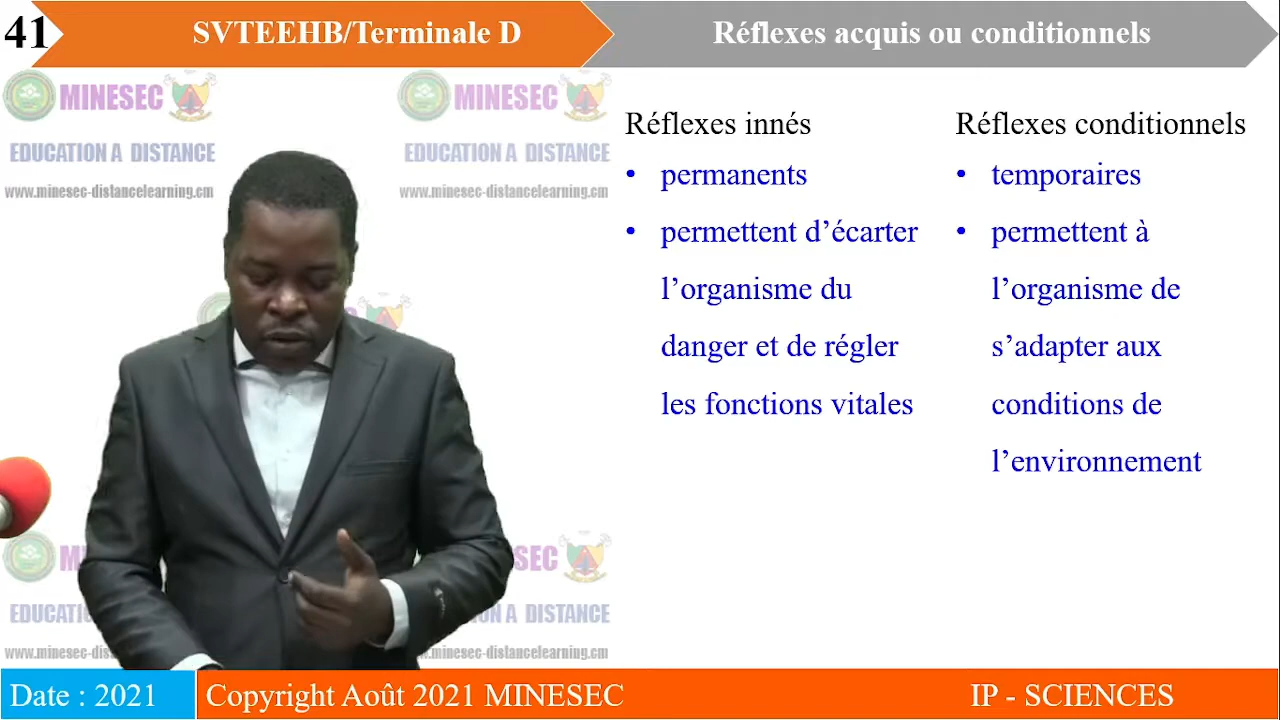 41
SVTEEHB/Terminale D
Réflexes acquis ou conditionnels
MINESEC
EDUCATION A DISTANCE
www.minesec-distancelearning.cm
MINESEC
EDUCATION A DISTANCE
www.minesec-distancelearning.cm
Réflexes innés
• permanents
• permettent d’écarter
l’organisme du
danger et de régler
les fonctions vitales
Réflexes conditionnels
• temporaires
• permettent à
l’organisme de
s’adapter aux
conditions de
l’environnement
Date : 2021
Copyright Août 2021 MINESEC
IP - SCIENCES